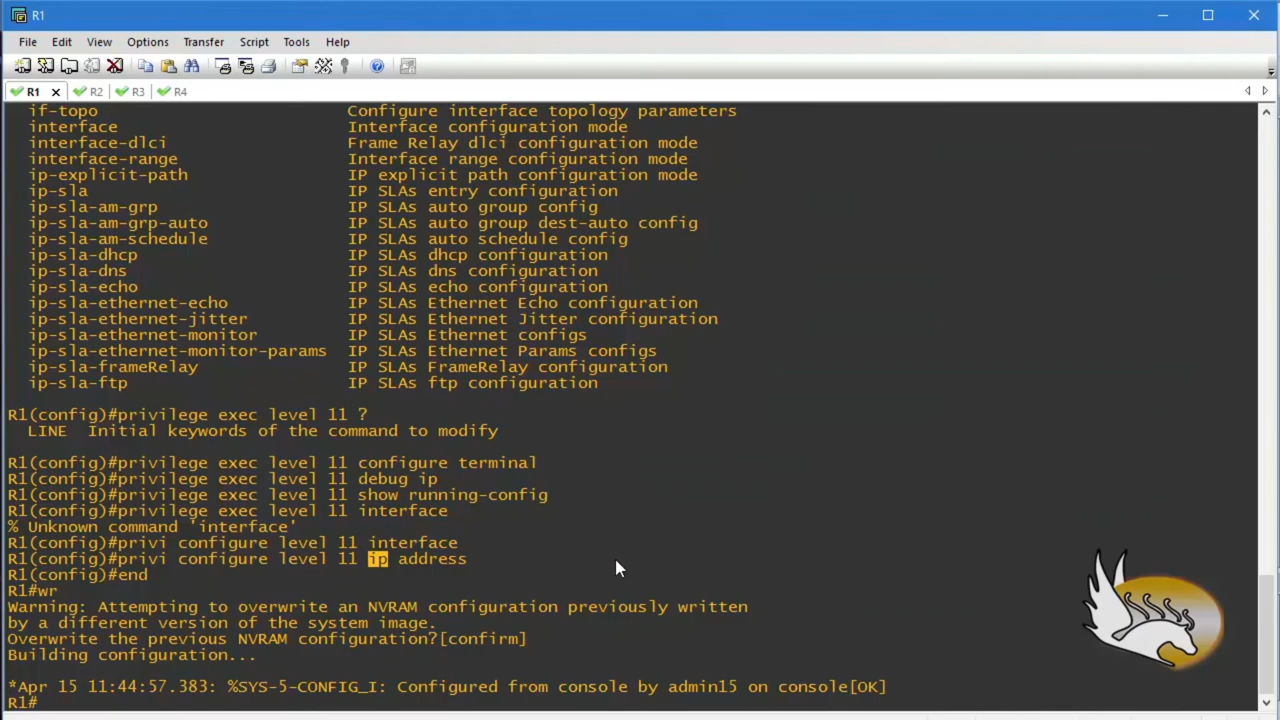 R1
File Edit View Options Transfer Script Tools Help
R1 R2 R3 R4
if-topo Configure interface topology parameters
interface Interface configuration mode
interface-dlci Frame Relay dlci configuration mode
interface-range Interface range configuration mode
ip-explicit-path IP explicit path configuration mode
ip-sla IP SLAs entry configuration
ip-sla-am-grp IP SLAs auto group config
ip-sla-am-grp-auto IP SLAs auto group dest-auto config
ip-sla-am-schedule IP SLAs auto schedule config
ip-sla-dhcp IP SLAs dhcp configuration
ip-sla-dns IP SLAs dns configuration
ip-sla-echo IP SLAs echo configuration
ip-sla-ethernet-echo IP SLAs Ethernet Echo configuration
ip-sla-ethernet-jitter IP SLAs Ethernet Jitter configuration
ip-sla-ethernet-monitor IP SLAs Ethernet configs
ip-sla-ethernet-monitor-params IP SLAs Ethernet Params configs
ip-sla-frameRelay IP SLAs FrameRelay configuration
ip-sla-ftp IP SLAs ftp configuration
R1(config)#privilege exec level 11 ?
LINE Initial keywords of the command to modify
R1(config)#privilege exec level 11 configure terminal
R1(config)#privilege exec level 11 debug ip
R1(config)#privilege exec level 11 show running-config
R1(config)#privilege exec level 11 interface
% Unknown command 'interface'
R1(config)#privi configure level 11 interface
R1(config)#privi configure level 11 ip address
R1(config)#end
R1#wr
Warning: Attempting to overwrite an NVRAM configuration previously written
by a different version of the system image.
Overwrite the previous NVRAM configuration?[confirm]
Building configuration...
*Apr 15 11:44:57.383: %SYS-5-CONFIG_I: Configured from console by admin15 on console[OK]
R1#